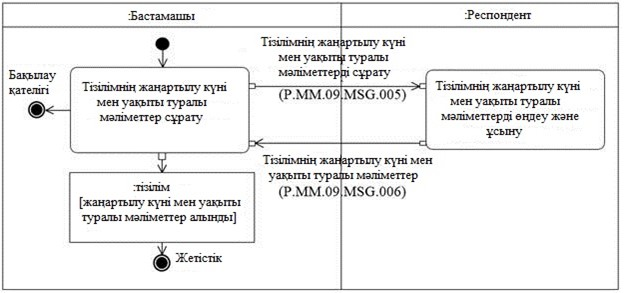 :Бастамашы
:Респондент
Тізілімнің жаңартылу күні
мен уақыты туралы
мәліметтерді сұрату
(P.MM.09.MSG.005)
Бақылау
қателігі
Тізілімнің жаңартылу күні
мен уақыты туралы
мәліметтер сұрату
Тізілімнің жаңартылу күні
мен уақыты туралы
мәліметтерді өңдеу және
ұсыну
Тізілімнің жаңартылу күні мен
уақыты туралы мәліметтер
(P.MM.09.MSG.006)
:тізілім
[жаңартылу күні мен уақыты
туралы мәліметтер алынды]
Жетістік